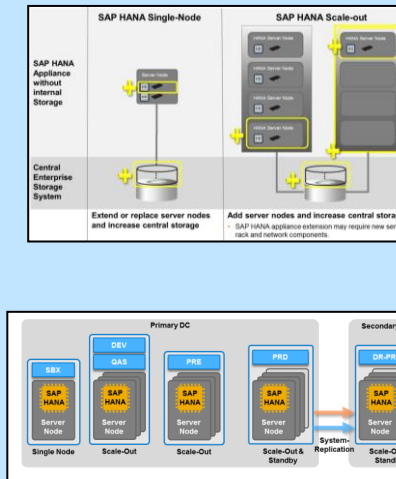 SAP HANA Single-Node
SAP HANA Scale-out
SAP HANA
Appliance
without
internal
Storage
Server Node
HANA Server Node
HANA Server Node
HANA Server Node
HANA Server Node
HANA Server Node
Central
Enterprise
Storage
System
Extend or replace server nodes
and increase central storage
Add server nodes and increase central stora
• SAP HANA appliance extension may require new ser
rack and network components.
Primary DC
Secondary
SBX
SAP
HANA
Server
Node
Single Node
DEV
QAS
SAP
HANA
Server
Node
Scale-Out
PRE
SAP
HANA
Server
Node
Scale-Out
PRD
SAP
HANA
Server
Node
Scale-Out &
Standby
System-
Replication
DR-PR
SAP
HANA
Server
Node
Scale-O
Stand